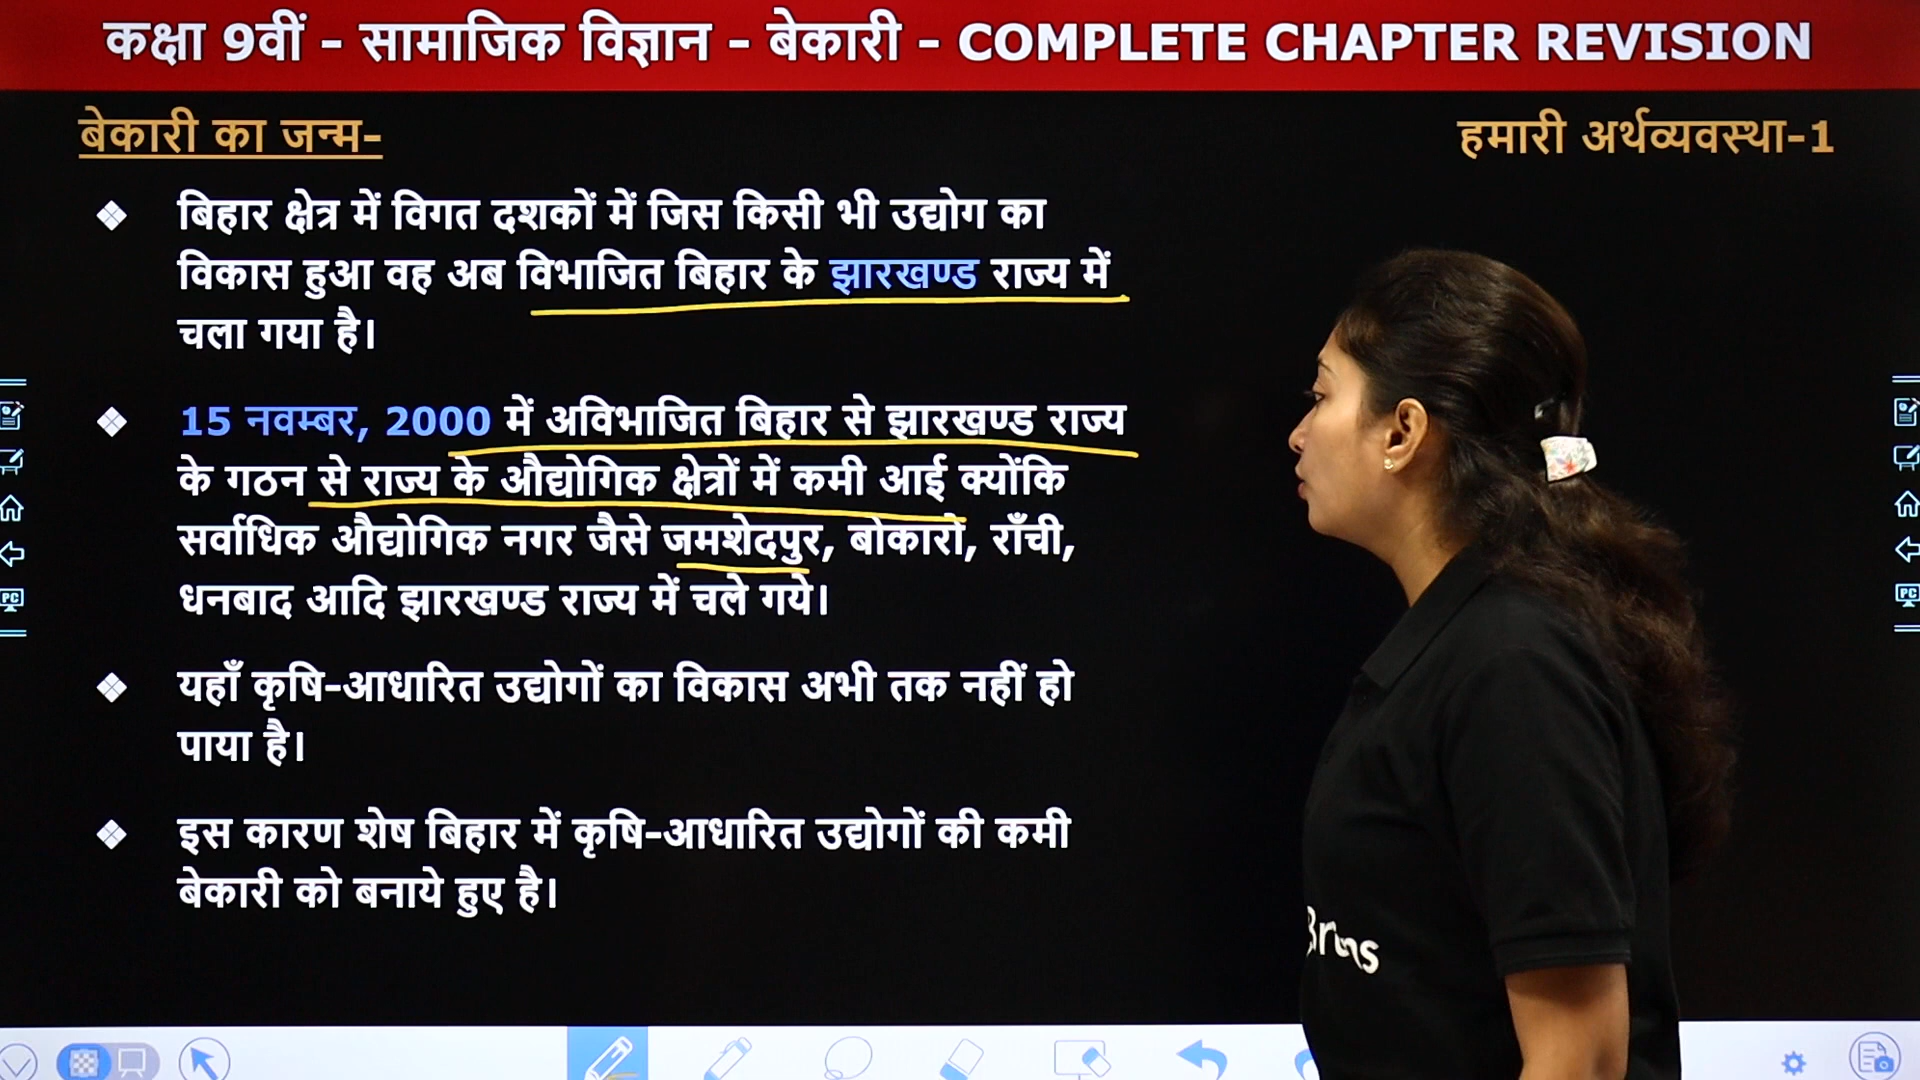 कक्षा 9वीं - सामाजिक विज्ञान - बेकारी - COMPLETE CHAPTER REVISION
बेकारी का जन्म-
हमारी अर्थव्यवस्था-1
बिहार क्षेत्र में विगत दशकों में जिस किसी भी उद्योग का
विकास हुआ वह अब विभाजित बिहार के झारखण्ड राज्य में
चला गया है।
15 नवम्बर, 2000 में अविभाजित बिहार से झारखण्ड राज्य
के गठन से राज्य के औद्योगिक क्षेत्रों में कमी आई क्योंकि
सर्वाधिक औद्योगिक नगर जैसे जमशेदपुर, बोकारो, राँची,
धनबाद आदि झारखण्ड राज्य में चले गये।
यहाँ कृषि-आधारित उद्योगों का विकास अभी तक नहीं हो
पाया है।
इस कारण शेष बिहार में कृषि-आधारित उद्योगों की कमी
बेकारी को बनाये हुए है।
PC
PC